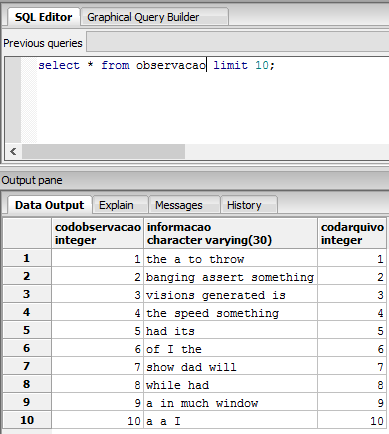 SQL Editor Graphical Query Builder
Previous queries
select * from observacao limit 10;
Output pane
Data Output Explain Messages History
codobservacao informacao codarquivo
integer character varying(30) integer
1 1 the a to throw 1
2 2 banging assert something 2
3 3 visions generated is 3
4 4 the speed something 4
5 5 had its 5
6 6 of I the 6
7 7 show dad will 7
8 8 while had 8
9 9 a in much window 9
10 10 a a I 10